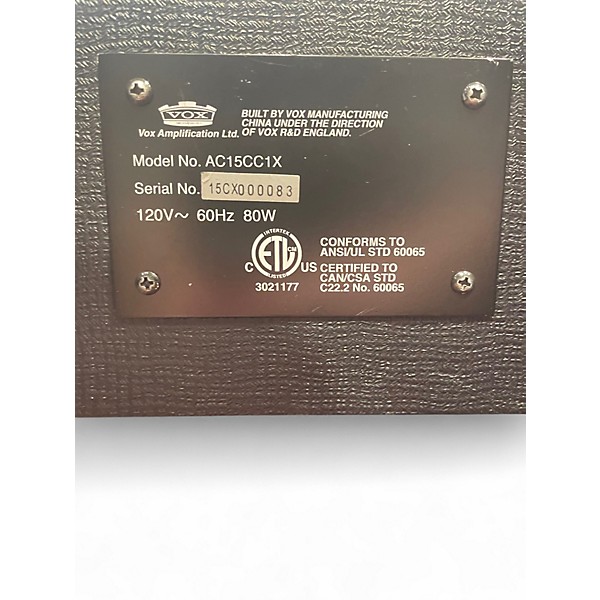 VOX
Vox Amplification Ltd.
BUILT BY VOX MANUFACTURING
CHINA UNDER THE DIRECTION
OF VOX R&D ENGLAND.
Model No. AC15CC1X
Serial No. 15CX000083
120V~ 60Hz 80W
INTERTEK
ETL CM
LISTED
C US
3021177
CONFORMS TO
ANSI/UL STD 60065
CERTIFIED TO
CAN/CSA STD
C22.2 No. 60065